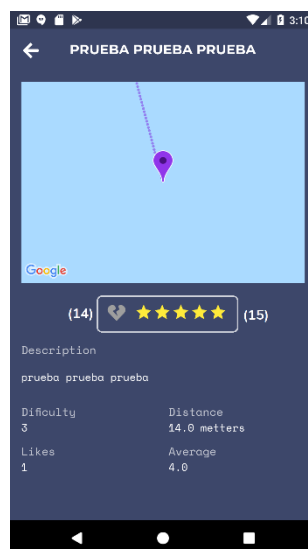 3:10
PRUEBA PRUEBA PRUEBA
Google
(14) (15)
Description
prueba prueba prueba
Dificulty Distance
3 14.0 metters
Likes Average
1 4.0